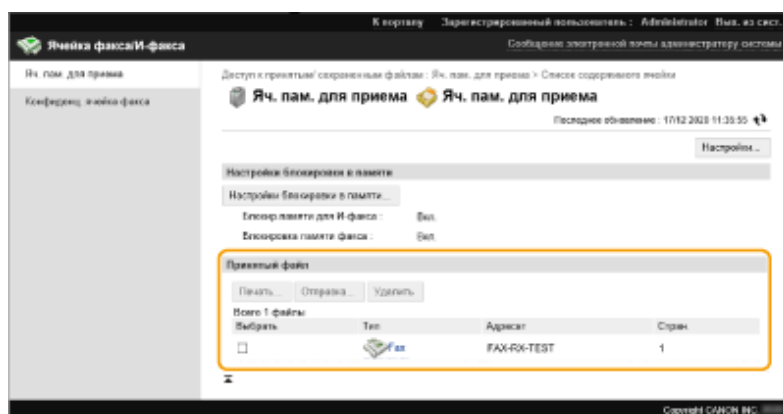 К порталу Зарегистрированный пользователь : Administrator Вых. из сист.
Ячейка факса/И-факса Сообщение электронной почты администратору системы
Яч. пам. для приема
Конфиденц. ячейка факса
Доступ к принятым/ сохраненным файлам : Яч. пам. для приема > Список содержимого ячейки
Яч. пам. для приема Яч. пам. для приема
Последнее обновление : 17/12 2020 11:35:55
Настройки...
Настройки блокировки в памяти
Настройки блокировки в памяти...
Блокир.памяти для И-факса : Вкл.
Блокировка памяти факса : Вкл.
Принятый файл
Печать... Отправка... Удалить
Всего 1 файлы
Выбрать Тип Адресат Стран.
Fax FAX-RX-TEST 1
Copyright CANON INC.